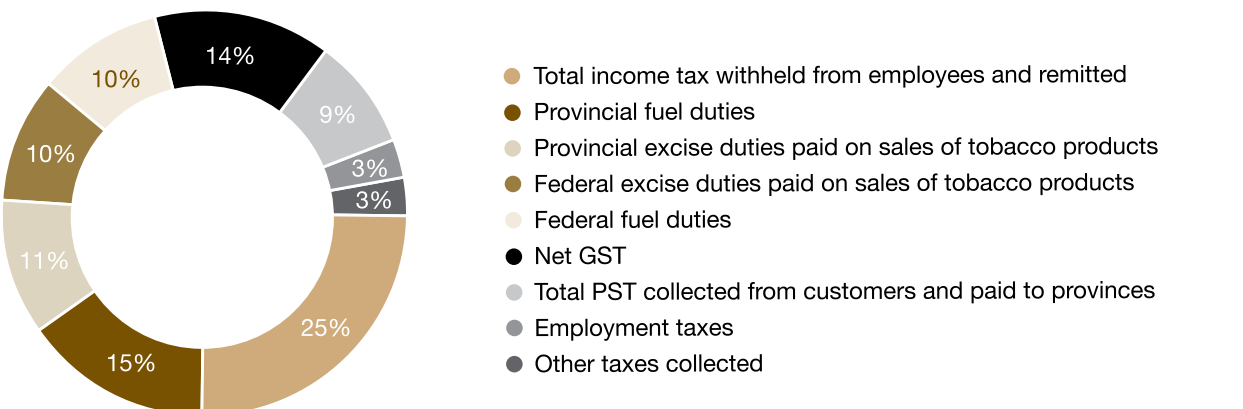 14%
10%
9%
10%
3%
3%
11%
25%
15%
Total income tax withheld from employees and remitted
Provincial fuel duties
Provincial excise duties paid on sales of tobacco products
Federal excise duties paid on sales of tobacco products
Federal fuel duties
Net GST
Total PST collected from customers and paid to provinces
Employment taxes
Other taxes collected